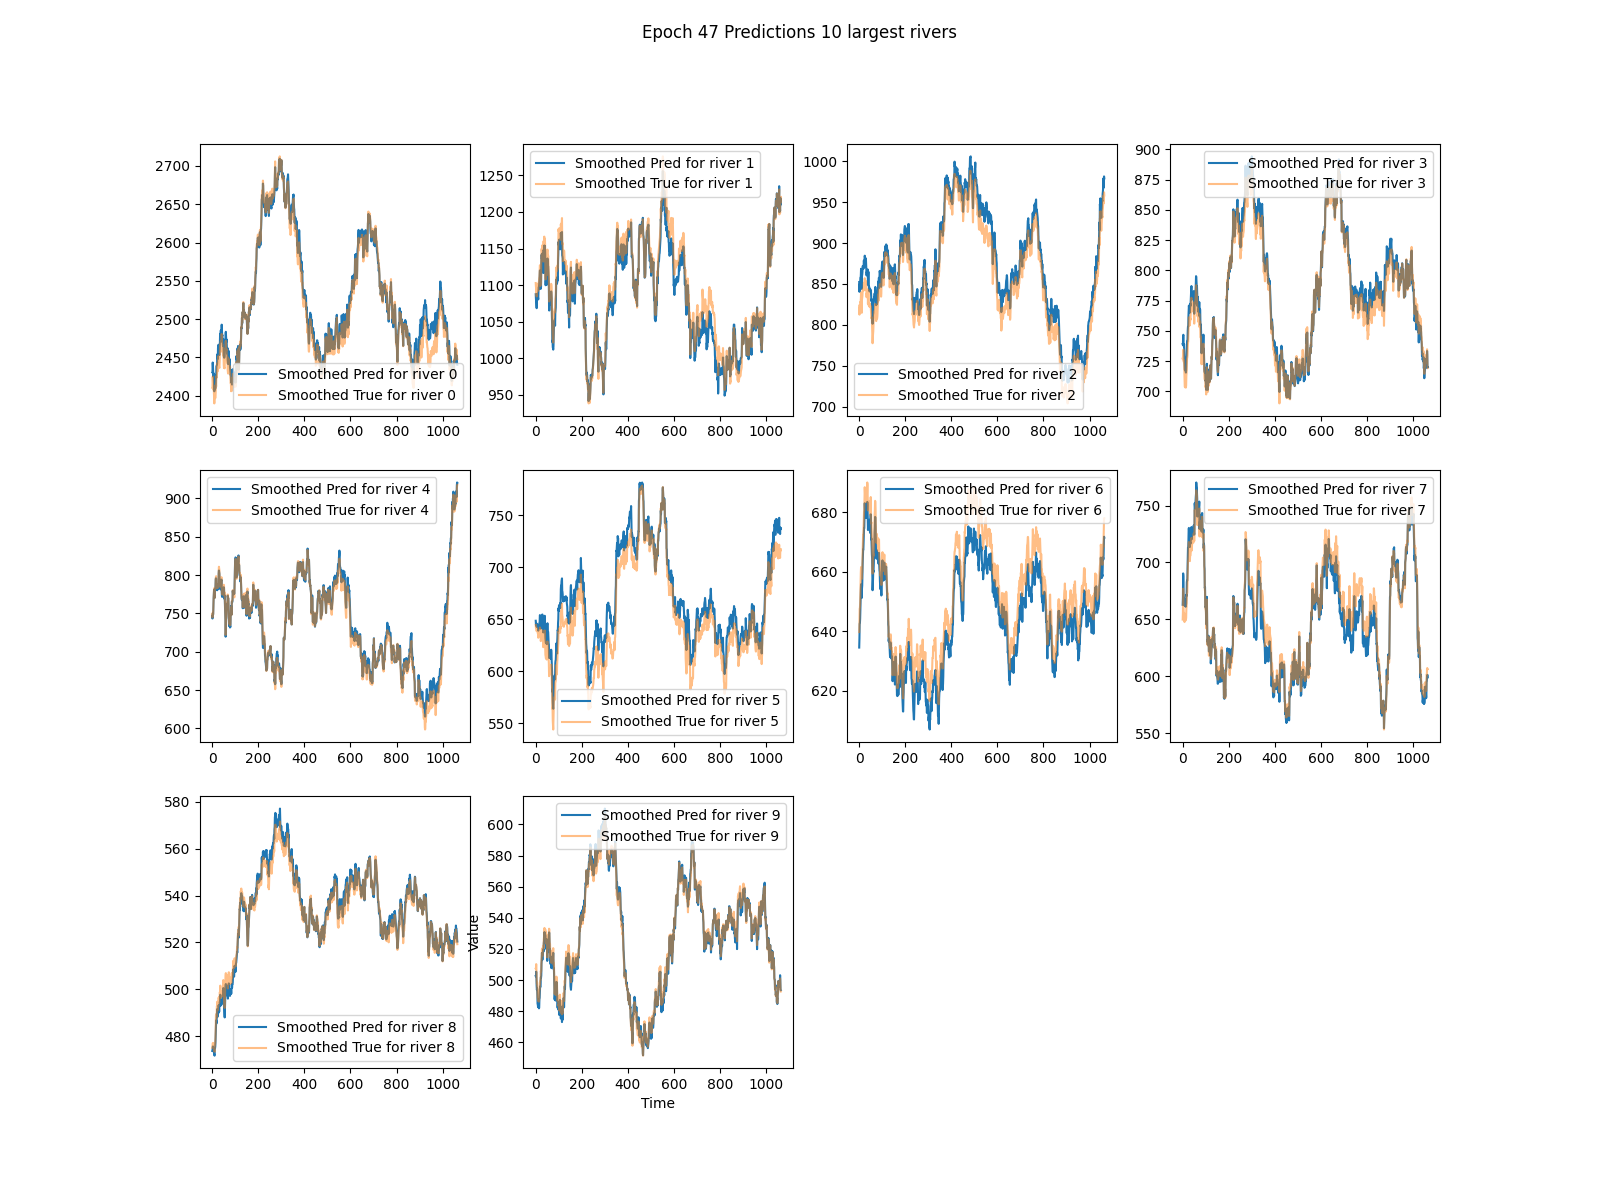 Epoch 47 Predictions 10 largest rivers
2700
2650
2600
2550
2500
2450
2400
0 200 400 600 800 1000
Smoothed Pred for river 0
Smoothed True for river 0
1250
1200
1150
1100
1050
1000
950
0 200 400 600 800 1000
Smoothed Pred for river 1
Smoothed True for river 1
1000
950
900
850
800
750
700
0 200 400 600 800 1000
Smoothed Pred for river 2
Smoothed True for river 2
900
875
850
825
800
775
750
725
700
0 200 400 600 800 1000
Smoothed Pred for river 3
Smoothed True for river 3
900
850
800
750
700
650
600
0 200 400 600 800 1000
Smoothed Pred for river 4
Smoothed True for river 4
750
700
650
600
550
0 200 400 600 800 1000
Smoothed Pred for river 5
Smoothed True for river 5
680
660
640
620
0 200 400 600 800 1000
Smoothed Pred for river 6
Smoothed True for river 6
750
700
650
600
550
0 200 400 600 800 1000
Smoothed Pred for river 7
Smoothed True for river 7
580
560
540
520
500
480
0 200 400 600 800 1000
Smoothed Pred for river 8
Smoothed True for river 8
Value
600
580
560
540
520
500
480
460
0 200 400 600 800 1000
Smoothed Pred for river 9
Smoothed True for river 9
Time